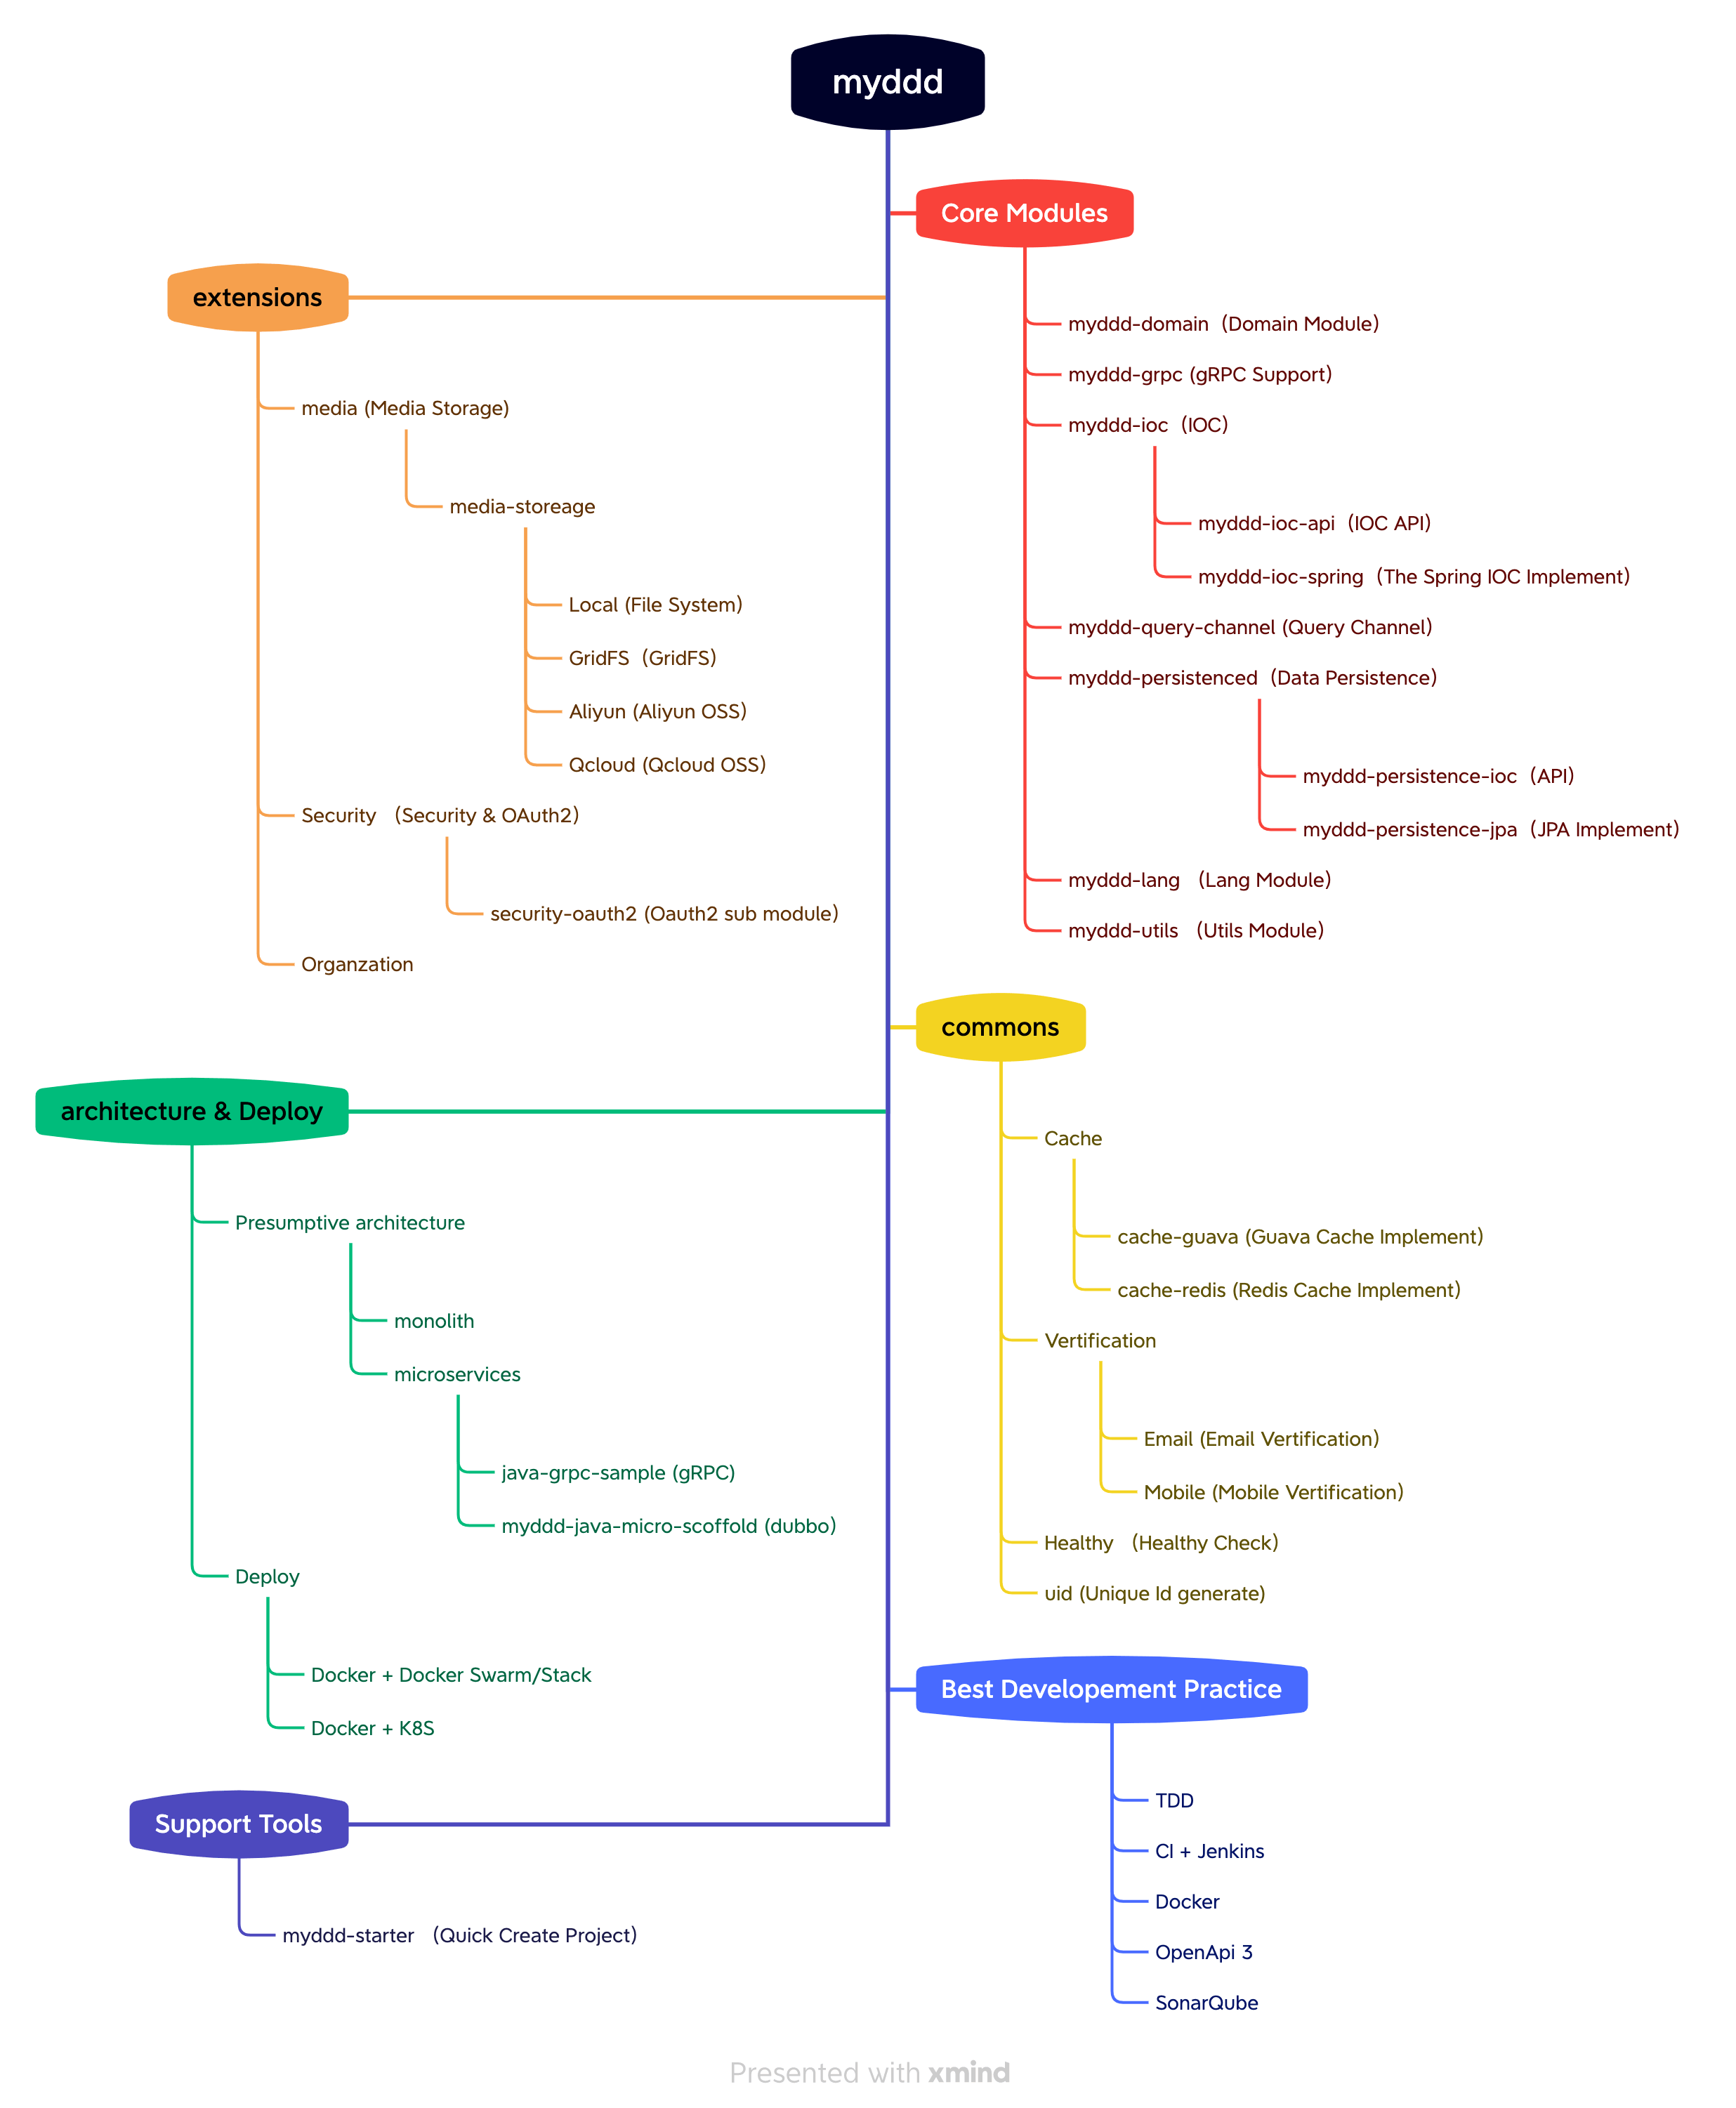 myddd
Core Modules
myddd-domain（Domain Module）
myddd-grpc (gRPC Support)
myddd-ioc（IOC）
myddd-ioc-api（IOC API）
myddd-ioc-spring（The Spring IOC Implement）
myddd-query-channel (Query Channel)
myddd-persistenced（Data Persistence）
myddd-persistence-ioc（API）
myddd-persistence-jpa（JPA Implement）
myddd-lang （Lang Module）
myddd-utils （Utils Module）
extensions
media (Media Storage)
media-storeage
Local (File System)
GridFS（GridFS）
Aliyun (Aliyun OSS)
Qcloud (Qcloud OSS)
Security （Security & OAuth2）
security-oauth2 (Oauth2 sub module)
Organzation
commons
Cache
cache-guava (Guava Cache Implement)
cache-redis (Redis Cache Implement)
Vertification
Email (Email Vertification)
Mobile (Mobile Vertification)
Healthy （Healthy Check）
uid (Unique Id generate)
architecture & Deploy
Presumptive architecture
monolith
microservices
java-grpc-sample (gRPC)
myddd-java-micro-scoffold (dubbo)
Deploy
Docker + Docker Swarm/Stack
Docker + K8S
Best Developement Practice
TDD
CI + Jenkins
Docker
OpenApi 3
SonarQube
Support Tools
myddd-starter （Quick Create Project）
Presented with xmind